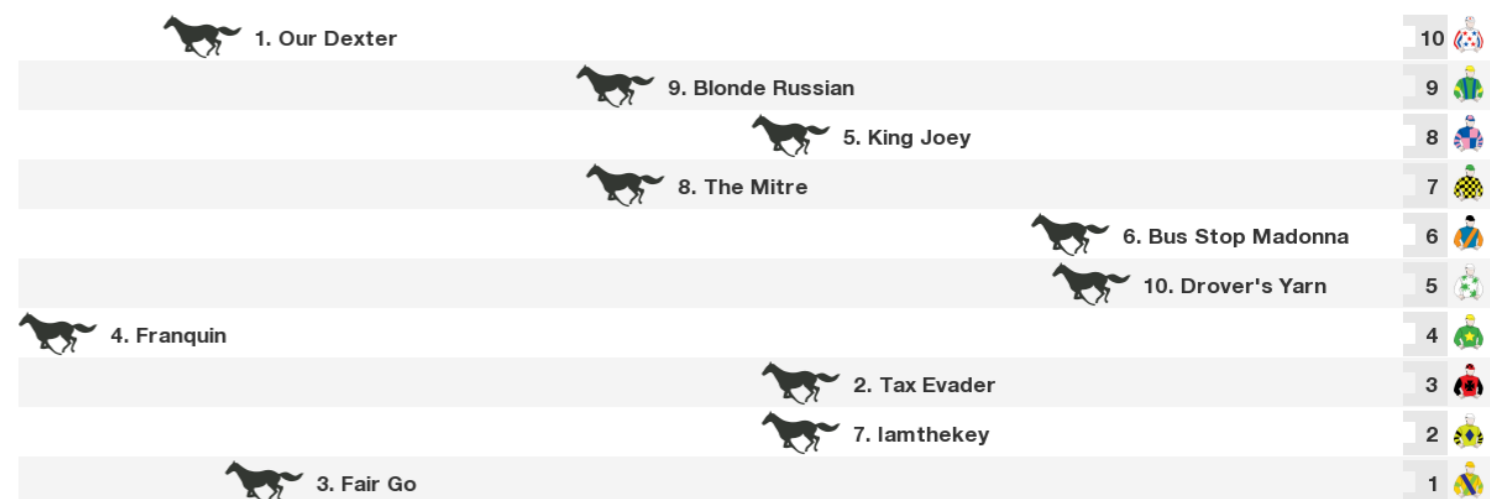 1. Our Dexter 10
9. Blonde Russian 9
5. King Joey 8
8. The Mitre 7
6. Bus Stop Madonna 6
10. Drover's Yarn 5
4. Franquin 4
2. Tax Evader 3
7. Iamthekey 2
3. Fair Go 1